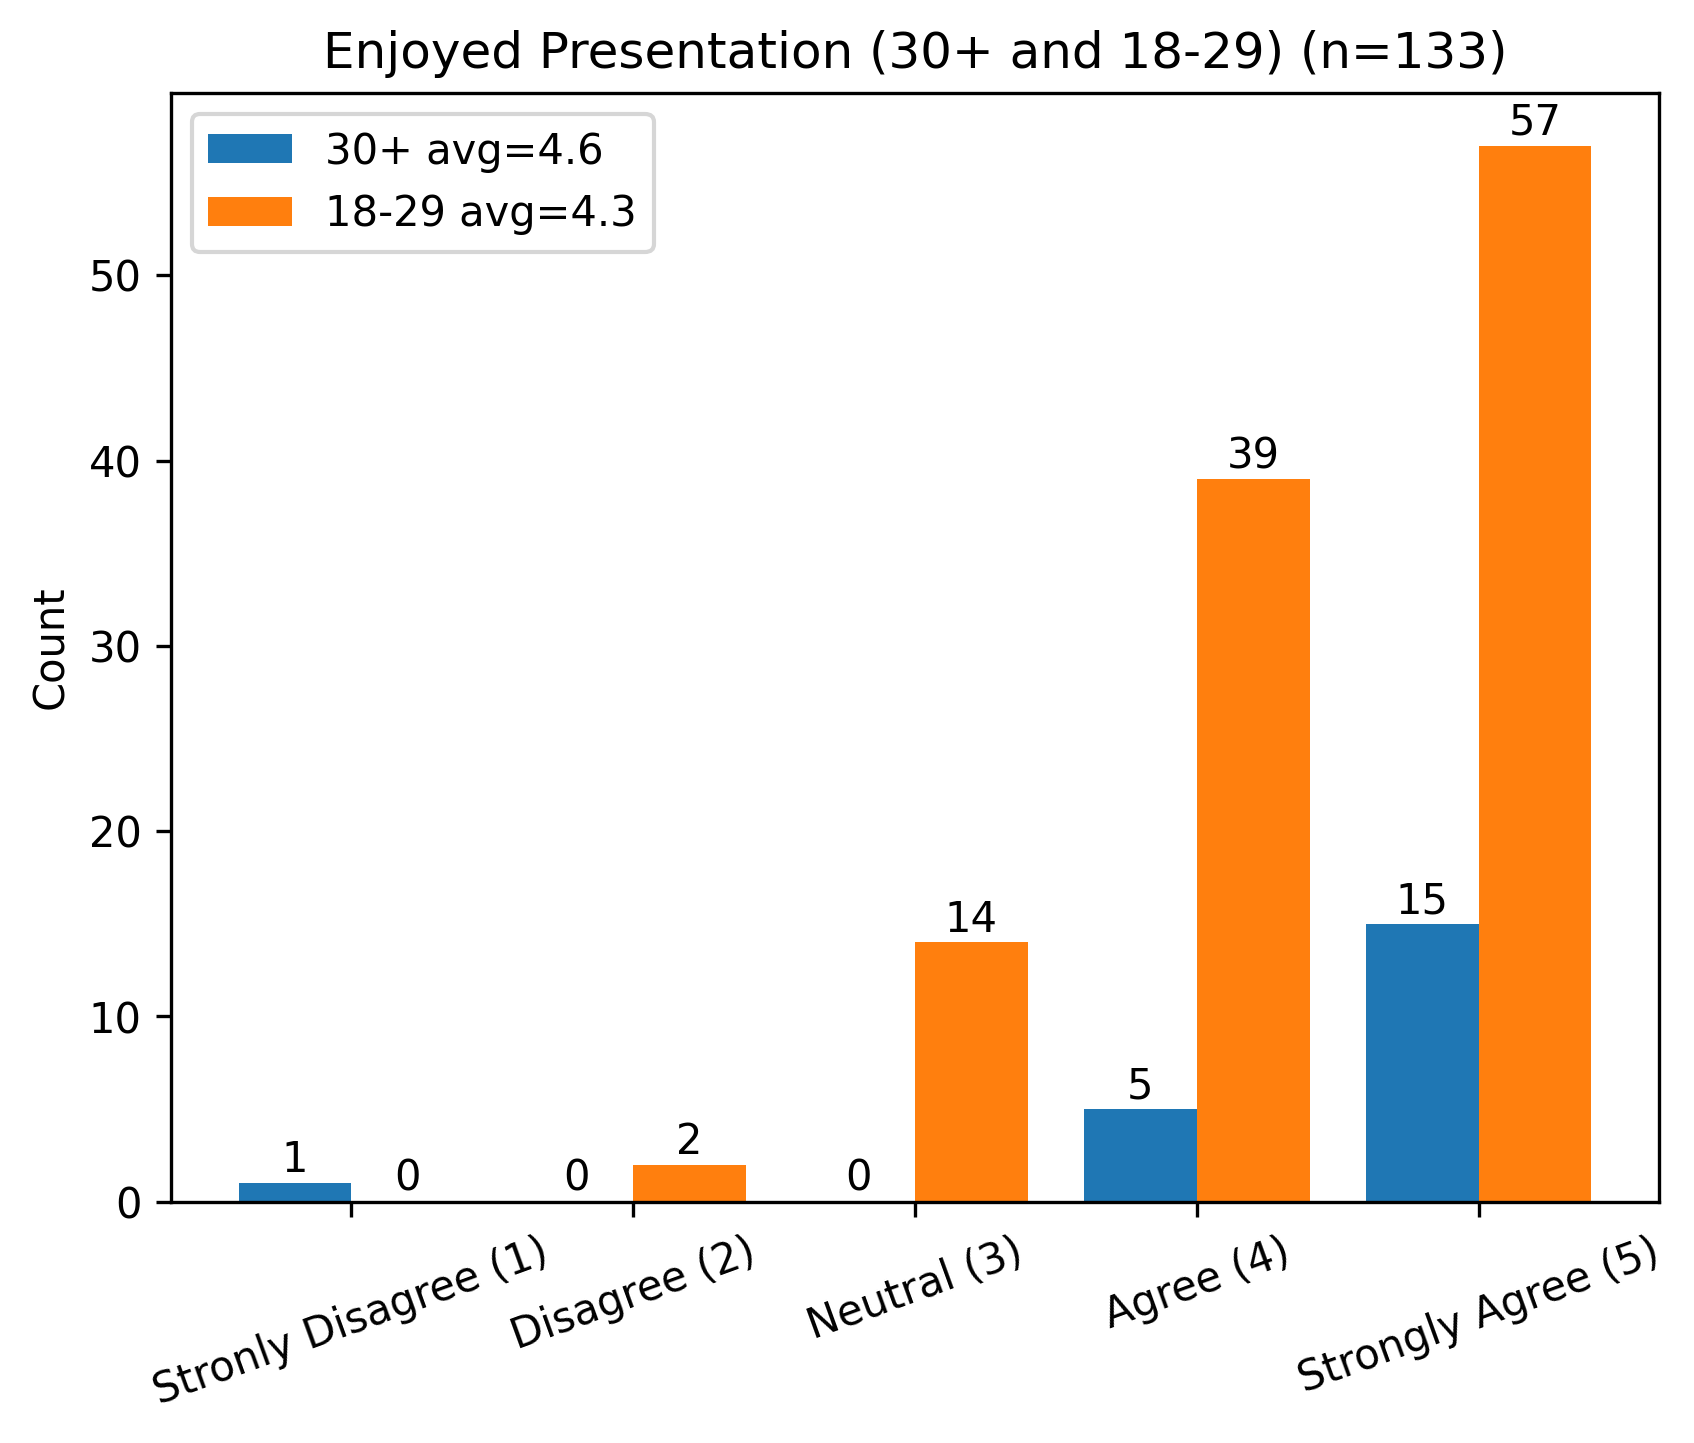 Enjoyed Presentation (30+ and 18-29) (n=133)
30+ avg=4.6
18-29 avg=4.3
Count
50
40
30
20
10
0
1
0
0
2
0
14
5
39
15
57
Stronly Disagree (1)
Disagree (2)
Neutral (3)
Agree (4)
Strongly Agree (5)